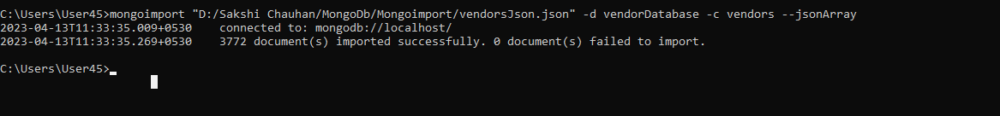 C:\Users\User45>mongoimport "D:/Sakshi Chauhan/MongoDb/Mongoimport/vendorsJson.json" -d vendorDatabase -c vendors --jsonArray
2023-04-13T11:33:35.009+0530    connected to: mongodb://localhost/
2023-04-13T11:33:35.269+0530    3772 document(s) imported successfully. 0 document(s) failed to import.
C:\Users\User45>